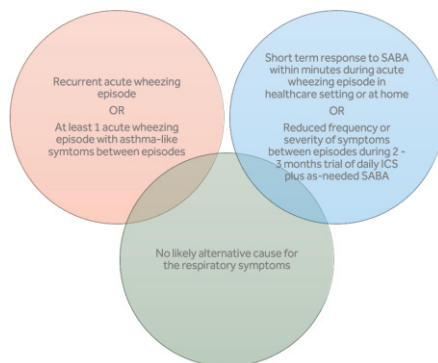 Recurrent acute wheezing
episode
OR
At least 1 acute wheezing
episode with asthma-like
symtoms between episodes
Short term response to SABA
within minutes during acute
wheezing episode in
healthcare setting or at home
OR
Reduced frequency or
severity of symptoms
between episodes during 2 -
3 months trial of daily ICS
plus as-needed SABA
No likely alternative cause for
the respiratory symptoms